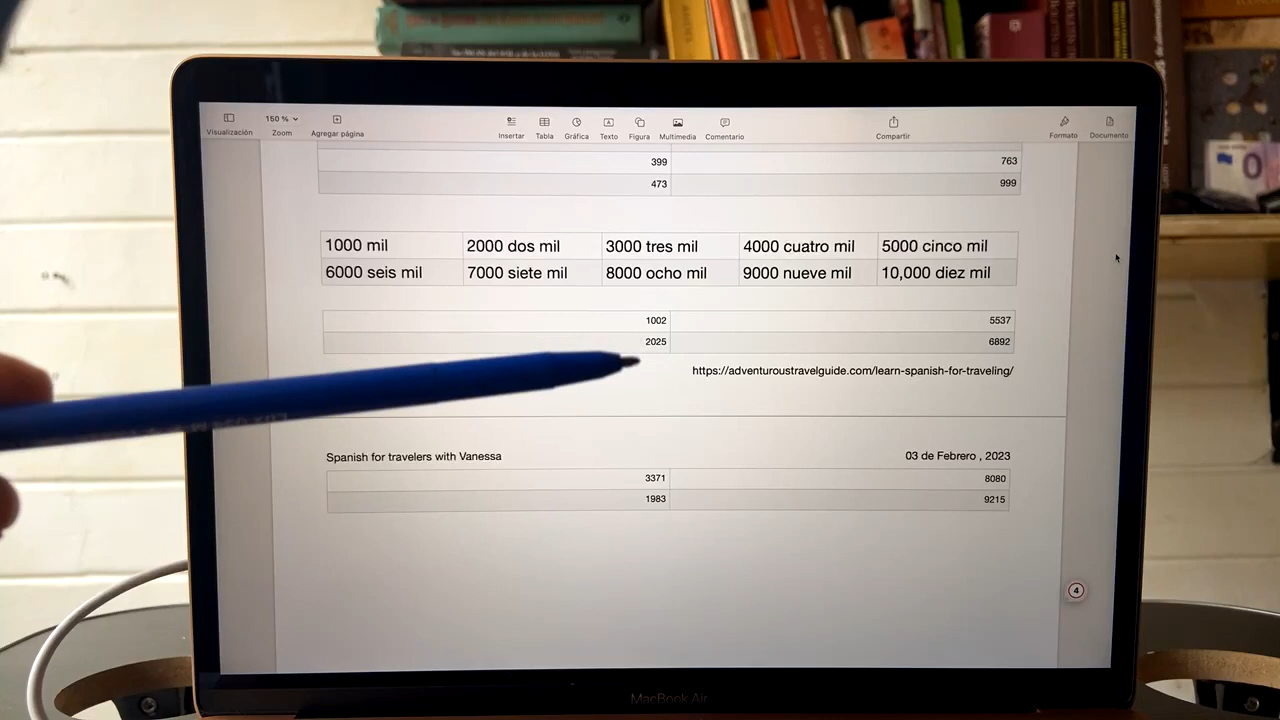 150 %
Visualización Zoom Agregar página Insertar Tabla Gráfica Texto Figura Multimedia Comentario Compartir Formato Documento
399 763
473 999
1000 mil 2000 dos mil 3000 tres mil 4000 cuatro mil 5000 cinco mil
6000 seis mil 7000 siete mil 8000 ocho mil 9000 nueve mil 10,000 diez mil
1002 5537
2025 6892
https://adventuroustravelguide.com/learn-spanish-for-traveling/
Spanish for travelers with Vanessa 03 de Febrero , 2023
3371 8080
1983 9215
4
MacBook Air